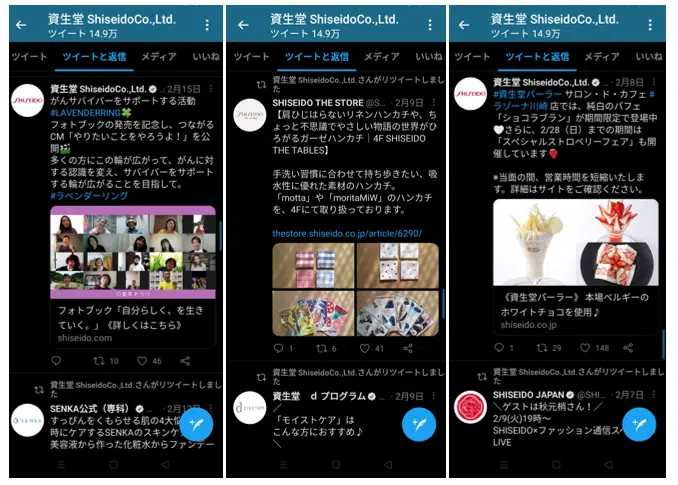 資生堂 ShiseidoCo.,Ltd.
ツイート 14.9万
ツイート
ツイートと返信
メディア
いいね
資生堂 ShiseidoCo.,Ltd. · 2月15日
がんサバイバーをサポートする活動
#LAVENDERRING
フォトブックの発売を記念し、つながる
CM「やりたいことをやろうよ！」を公
開
多くの方にこの輪が広がって、がんに対
する認識を変え、サバイバーをサポート
する輪が広がることを目指して。
#ラベンダーリング
フォトブック「自分らしく、を生き
ていく。」《詳しくはこちら》
shiseido.com
10
46
資生堂 ShiseidoCo.,Ltd.さんがリツイートしまし
た
SENKA公式（専科）
すっぴんをくもらせる肌の4大悩
時にケアするSENKAのスキンケ
美容液から作った化粧水からファンデー
資生堂 ShiseidoCo.,Ltd.
ツイート 14.9万
ツイート
ツイートと返信
メディア
いいね
資生堂 ShiseidoCo.,Ltd.さんがリツイートしまし
た
SHISEIDO THE STORE @S... · 2月9日
【肩ひじはらないリネンハンカチや、ち
ょっと不思議でやさしい物語の世界がひ
ろがるガーゼハンカチ｜4F SHISEIDO
THE TABLES】
手洗い習慣に合わせて持ち歩きたい、吸
水性に優れた素材のハンカチ。
「motta」や「moritaMiW」のハンカチ
を、4Fにて取り扱っております。
thestore.shiseido.co.jp/article/6290/
1
6
41
資生堂 ShiseidoCo.,Ltd.さんがリツイートしまし
た
資生堂 ｄ プログラム · 2月9日
／
「モイストケア」は
こんな方におすすめ♪
＼
資生堂 ShiseidoCo.,Ltd.
ツイート 14.9万
ツイート
ツイートと返信
メディア
いいね
資生堂 ShiseidoCo.,Ltd. · 2月8日
#資生堂パーラー サロン・ド・カフェ #
ラゾーナ川崎 店では、純白のパフェ
「ショコラブラン」が期間限定で登場中
さらに、2/28（日）までの期間は
「スペシャルストロベリーフェア」も開
催しています
※当面の間、営業時間を短縮いたしま
す。詳細はサイトをご確認ください。
《資生堂パーラー》 本場ベルギーの
ホワイトチョコを使用♪
shiseido.co.jp
1
29
148
資生堂 ShiseidoCo.,Ltd.さんがリツイートしまし
た
SHISEIDO JAPAN @SHI... · 2月7日
＼ゲストは秋元梢さん！／
2/9(火)19時～
SHISEIDO×ファッション通信ス
LIVE